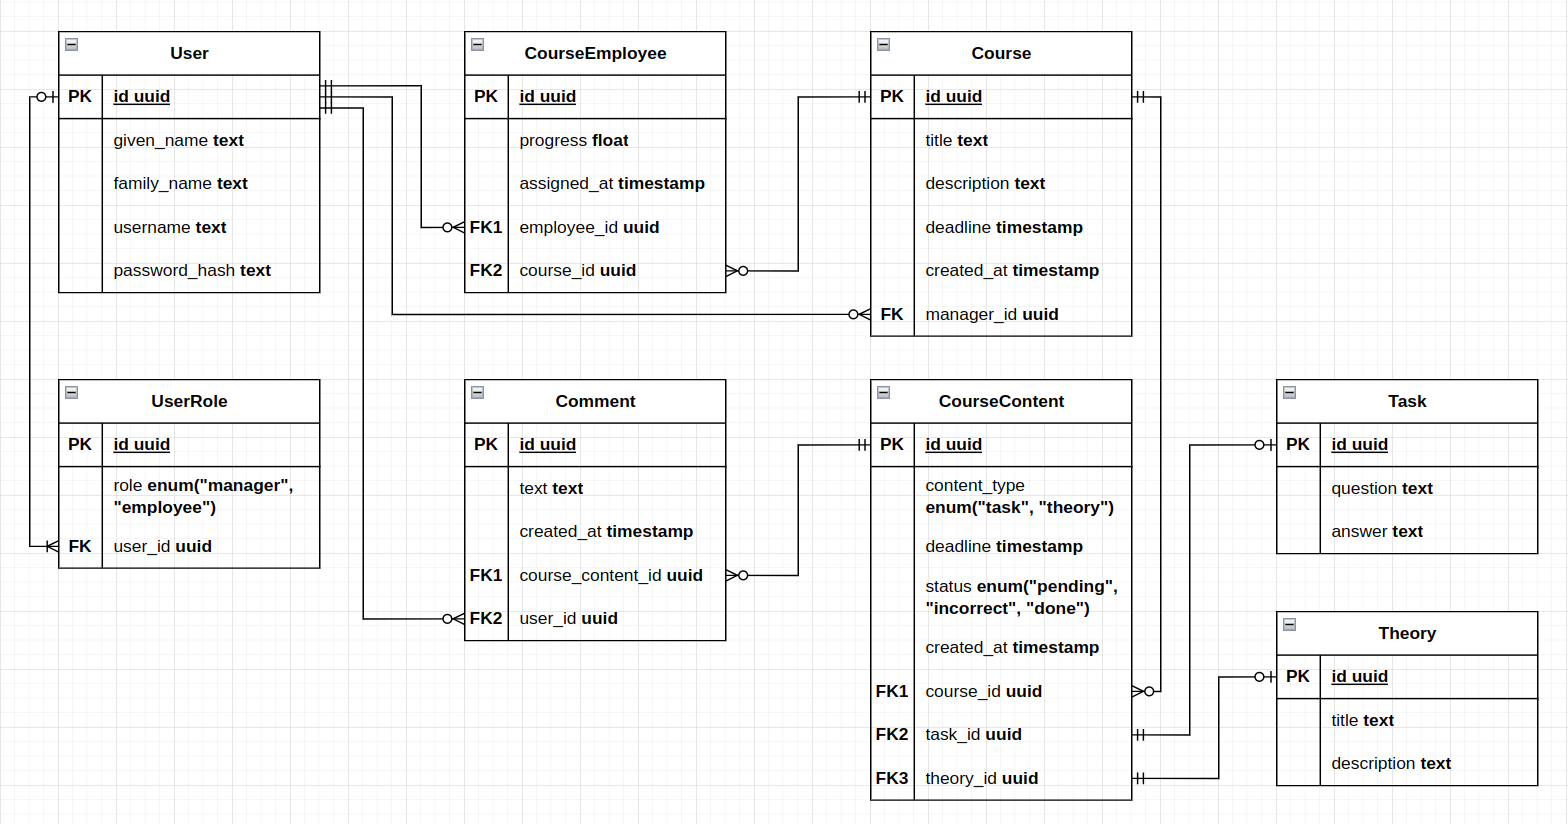 User
PK id uuid
given_name text
family_name text
username text
password_hash text
CourseEmployee
PK id uuid
progress float
assigned_at timestamp
FK1 employee_id uuid
FK2 course_id uuid
Course
PK id uuid
title text
description text
deadline timestamp
created_at timestamp
FK manager_id uuid
UserRole
PK id uuid
role enum("manager",
"employee")
FK user_id uuid
Comment
PK id uuid
text text
created_at timestamp
FK1 course_content_id uuid
FK2 user_id uuid
CourseContent
PK id uuid
content_type
enum("task", "theory")
deadline timestamp
status enum("pending",
"incorrect", "done")
created_at timestamp
FK1 course_id uuid
FK2 task_id uuid
FK3 theory_id uuid
Task
PK id uuid
question text
answer text
Theory
PK id uuid
title text
description text